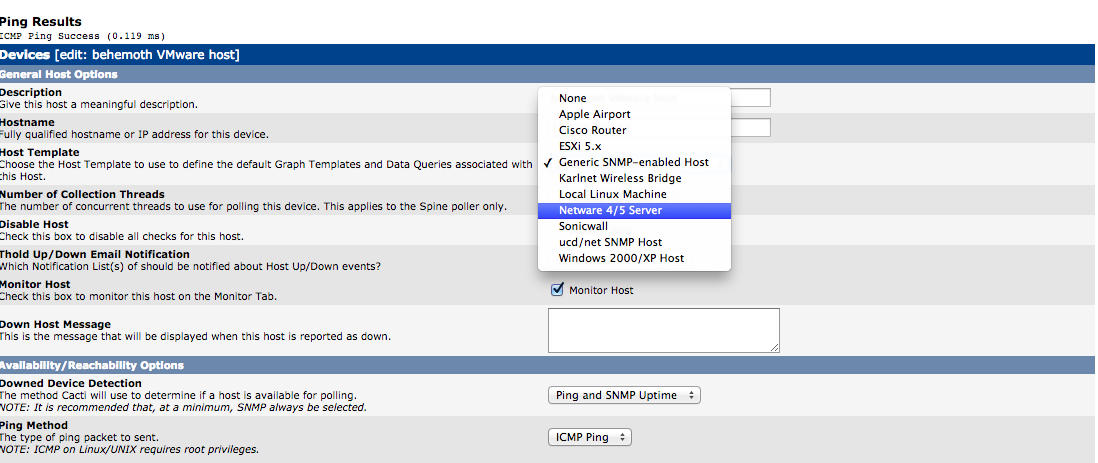 Ping Results
ICMP Ping Success (0.119 ms)
Devices [edit: behemoth VMware host]
General Host Options
Description
Give this host a meaningful description.
Hostname
Fully qualified hostname or IP address for this device.
Host Template
Choose the Host Template to use to define the default Graph Templates and Data Queries associated with
this Host.
None
Apple Airport
Cisco Router
ESXi 5.x
✓ Generic SNMP-enabled Host
Karlnet Wireless Bridge
Local Linux Machine
Netware 4/5 Server
Sonicwall
ucd/net SNMP Host
Windows 2000/XP Host
Number of Collection Threads
The number of concurrent threads to use for polling this device. This applies to the Spine poller only.
Disable Host
Check this box to disable all checks for this host.
Thold Up/Down Email Notification
Which Notification List(s) of should be notified about Host Up/Down events?
Monitor Host
Check this box to monitor this host on the Monitor Tab.
Monitor Host
Down Host Message
This is the message that will be displayed when this host is reported as down.
Availability/Reachability Options
Downed Device Detection
The method Cacti will use to determine if a host is available for polling.
NOTE: It is recommended that, at a minimum, SNMP always be selected.
Ping and SNMP Uptime
Ping Method
The type of ping packet to sent.
NOTE: ICMP on Linux/UNIX requires root privileges.
ICMP Ping